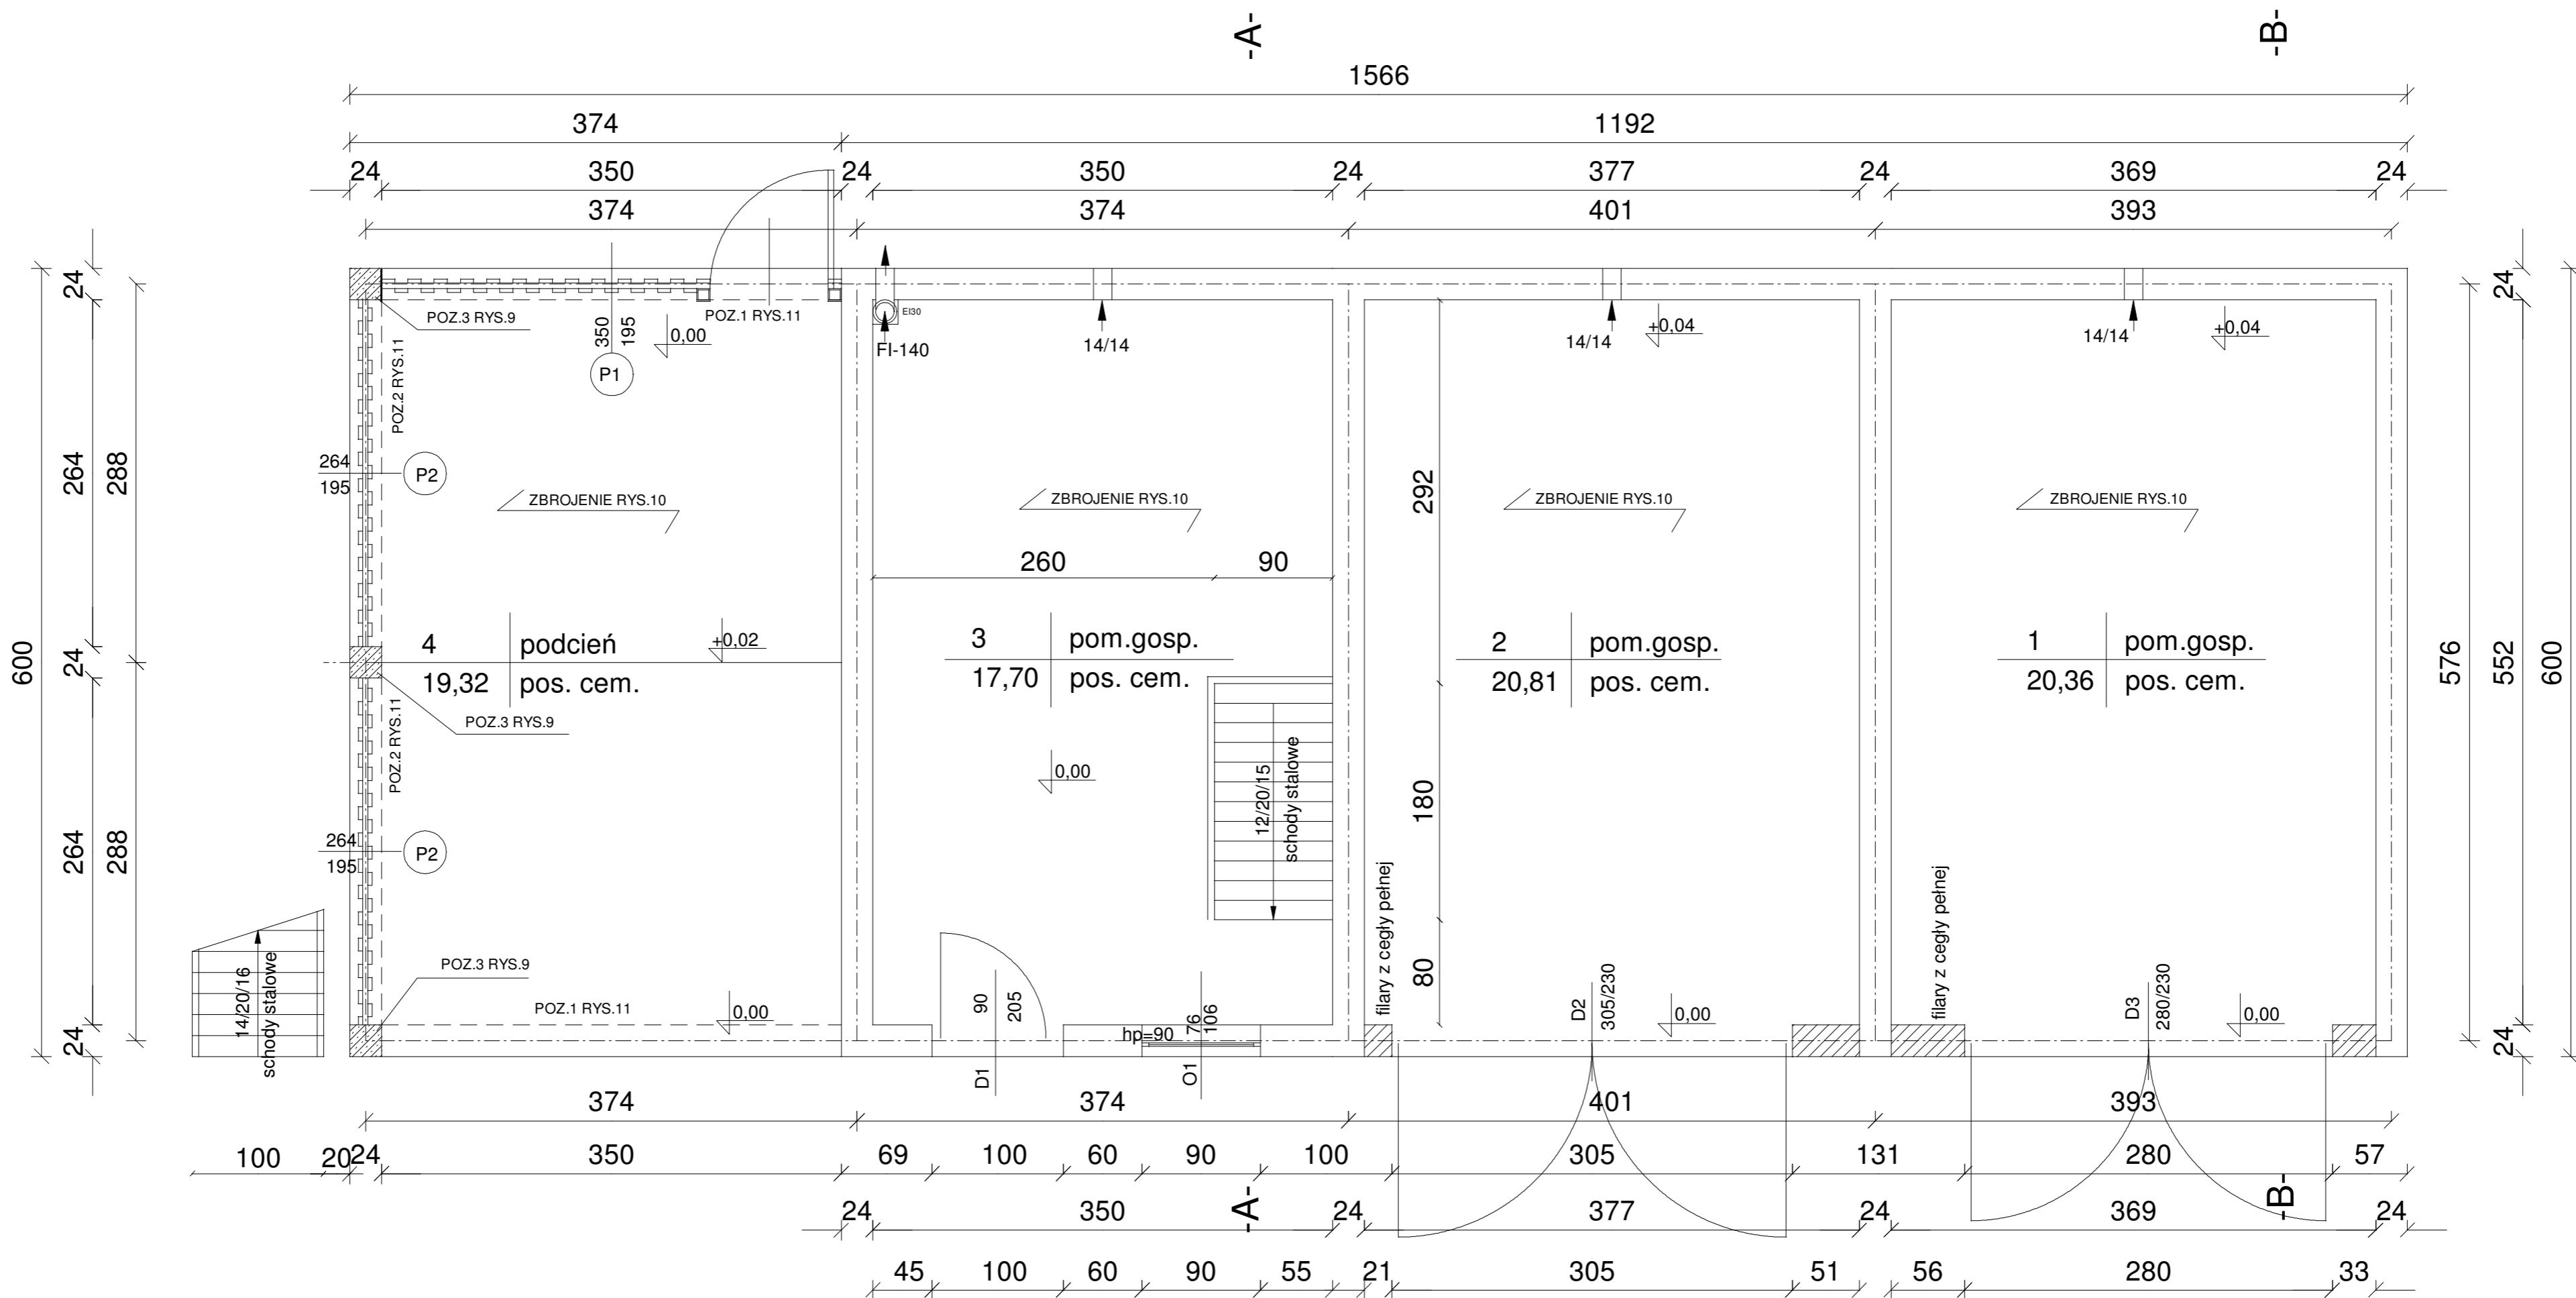 -A-
-B-
1566
374
1192
24
350
24
350
24
377
24
369
24
374
374
401
393
24
24
POZ.3 RYS.9
350
195
P1
0,00
POZ.1 RYS.11
EI30
FI-140
14/14
14/14
+0,04
14/14
+0,04
POZ.2 RYS.11
264
288
264
195
P2
ZBROJENIE RYS.10
ZBROJENIE RYS.10
ZBROJENIE RYS.10
ZBROJENIE RYS.10
292
260
90
600
24
4
podcień
+0,02
19,32
pos. cem.
3
pom.gosp.
17,70
pos. cem.
2
pom.gosp.
20,81
pos. cem.
1
pom.gosp.
20,36
pos. cem.
576
552
600
POZ.2 RYS.11
POZ.3 RYS.9
0,00
12/20/15
schody stalowe
180
264
288
264
195
P2
filary z cegły pełnej
filary z cegły pełnej
14/20/16
schody stalowe
POZ.3 RYS.9
POZ.1 RYS.11
0,00
90
205
D1
hp=90
76
106
O1
80
D2
305/230
0,00
D3
280/230
0,00
24
24
374
374
401
393
100
20
24
350
69
100
60
90
100
305
131
280
57
-A-
-B-
24
350
24
377
24
369
24
45
100
60
90
55
21
305
51
56
280
33